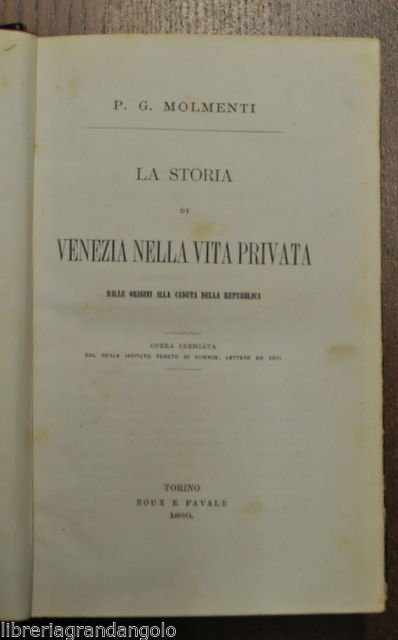 P. G. MOLMENTI
LA STORIA
DI
VENEZIA NELLA VITA PRIVATA
DALLE ORIGINI ALLA CADUTA DELLA REPUBBLICA
OPERA PREMIATA
DAL REALE ISTITUTO VENETO DI SCIENZE, LETTERE ED ARTI
TORINO
ROUX E FAVALE
1880.
libreriagrandangolo